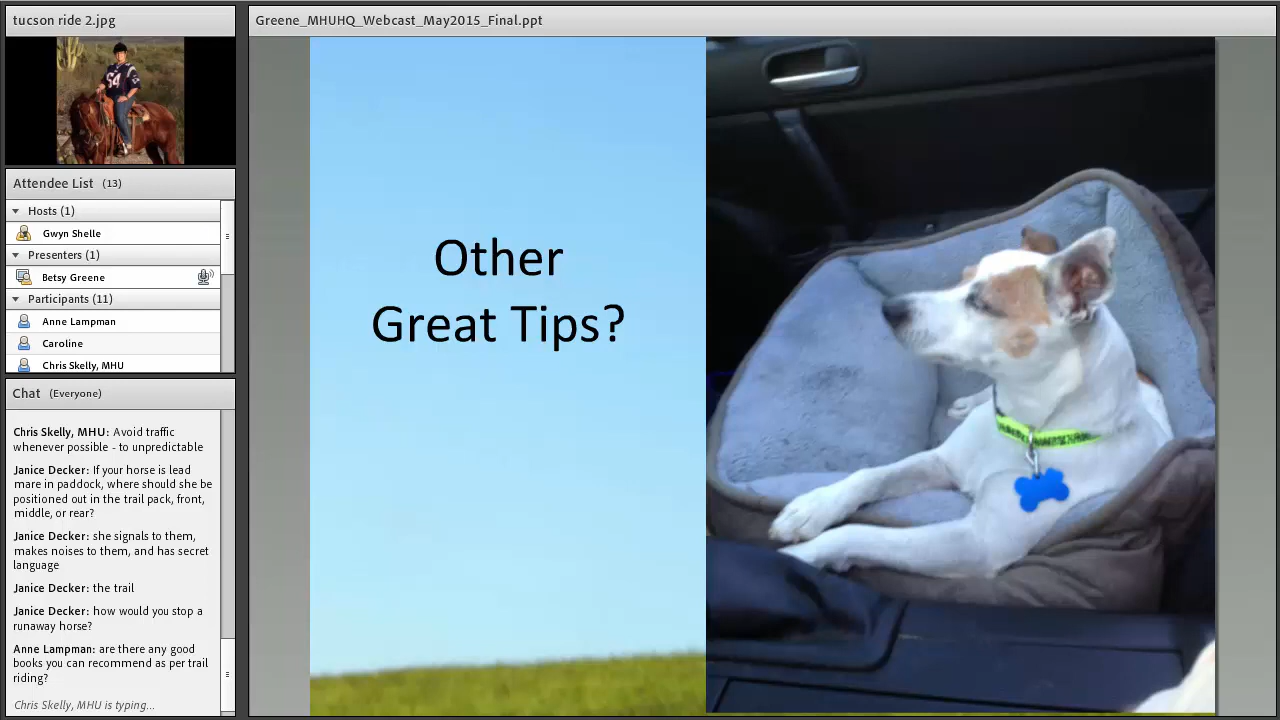 tucson ride 2.jpg
Attendee List (13)
Hosts (1)
Gwyn Shelle
Presenters (1)
Betsy Greene
Participants (11)
Anne Lampman
Caroline
Chris Skelly, MHU
Chat (Everyone)
Chris Skelly, MHU: Avoid traffic
whenever possible - to unpredictable
Janice Decker: If your horse is lead
mare in paddock, where should she be
positioned out in the trail pack, front,
middle, or rear?
Janice Decker: she signals to them,
makes noises to them, and has secret
language
Janice Decker: the trail
Janice Decker: how would you stop a
runaway horse?
Anne Lampman: are there any good
books you can recommend as per trail
riding?
Chris Skelly, MHU is typing...
Greene_MHUHQ_Webcast_May2015_Final.ppt
Other
Great Tips?
54